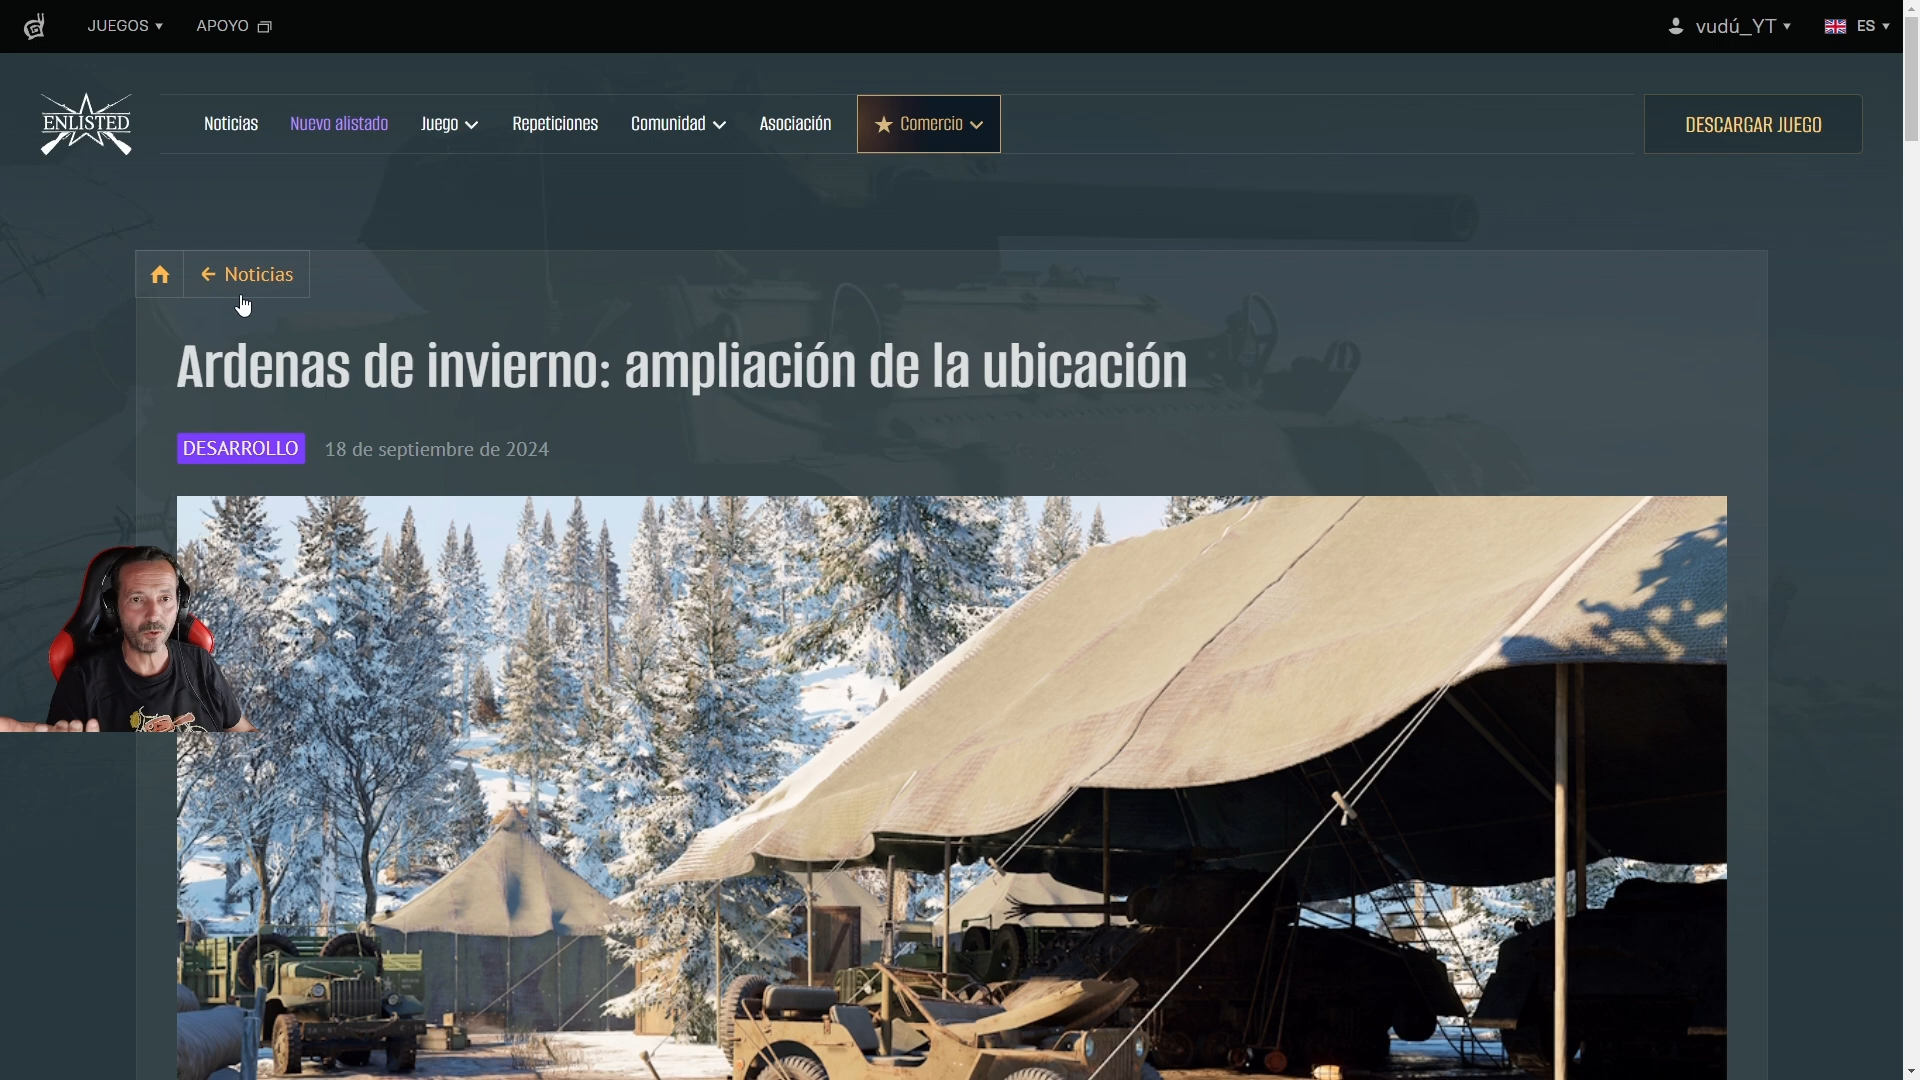 JUEGOS
APOYO
vudú_YT
ES
ENLISTED
Noticias
Nuevo alistado
Juego
Repeticiones
Comunidad
Asociación
Comercio
DESCARGAR JUEGO
Noticias
Ardenas de invierno: ampliación de la ubicación
DESARROLLO
18 de septiembre de 2024